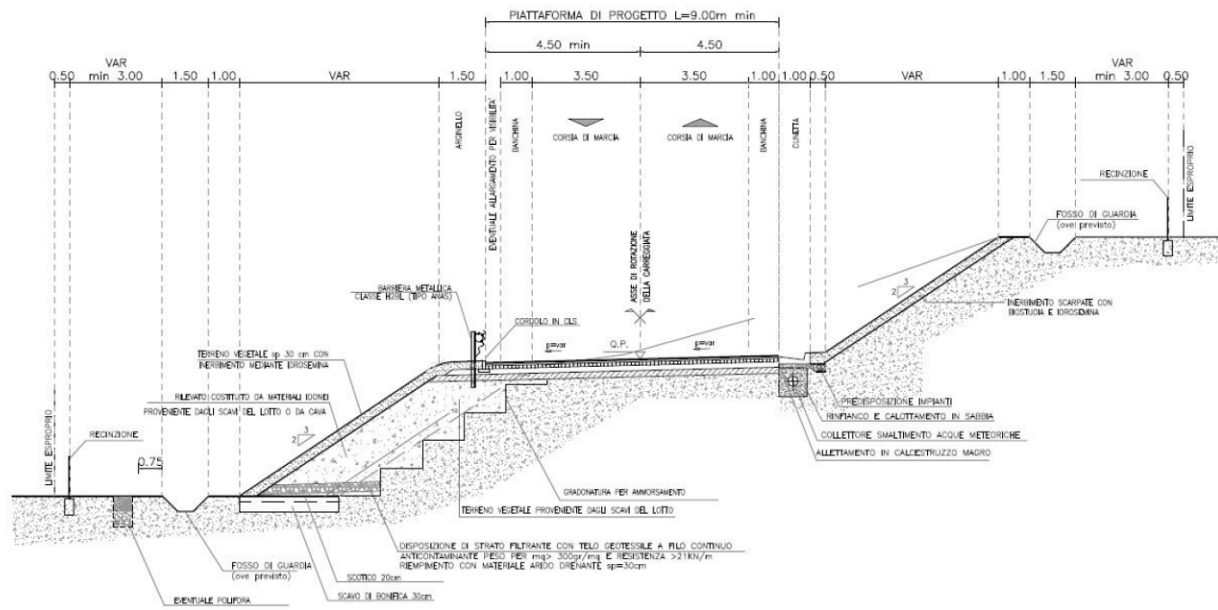 PIATTAFORMA DI PROGETTO L=9.00m min
4.50 min
4.50
VAR
VAR
0.50
min 3.00
1.50
1.00
VAR
1.50
1.00
3.50
3.50
1.00
1.00
0.50
VAR
1.00
1.50
min 3.00
0.50
ARGINELLO
EVENTUALE ALLARGAMENTO PER VISIBILITA'
BANCHINA
CORSIA DI MARCIA
CORSIA DI MARCIA
BANCHINA
CUNETTA
RECINZIONE
LIMITE ESPROPRIO
FOSSO DI GUARDIA
(ove previsto)
ASSE DI ROTAZIONE
DELLA CARREGGIATA
BARRIERA METALLICA
CLASSE H2BL (TIPO ANAS)
3
2
INERBIMENTO SCARPATE CON
BIOSTUOIA E IDROSEMINA
CORDOLO IN CLS
p=var
Q.P.
p=var
TERRENO VEGETALE sp 30 cm CON
INERBIMENTO MEDIANTE IDROSEMINA
RILEVATO COSTITUITO DA MATERIALI IDONEI
PROVENIENTE DAGLI SCAVI DEL LOTTO O DA CAVA
PREDISPOSIZIONE IMPIANTI
RINFIANCO E CALOTTAMENTO IN SABBIA
COLLETTORE SMALTIMENTO ACQUE METEORICHE
ALLETTAMENTO IN CALCESTRUZZO MAGRO
LIMITE ESPROPRIO
RECINZIONE
3
2
0.75
GRADONATURA PER AMMORSAMENTO
TERRENO VEGETALE PROVENIENTE DAGLI SCAVI DEL LOTTO
DISPOSIZIONE DI STRATO FILTRANTE CON TELO GEOTESSILE A FILO CONTINUO
ANTICONTAMINANTE PESO PER mq> 300gr/mq E RESISTENZA >21KN/m
RIEMPIMENTO CON MATERIALE ARIDO DRENANTE sp=30cm
FOSSO DI GUARDIA
(ove previsto)
SCOTICO 20cm
EVENTUALE POLIFORA
SCAVO DI BONIFICA 30cm